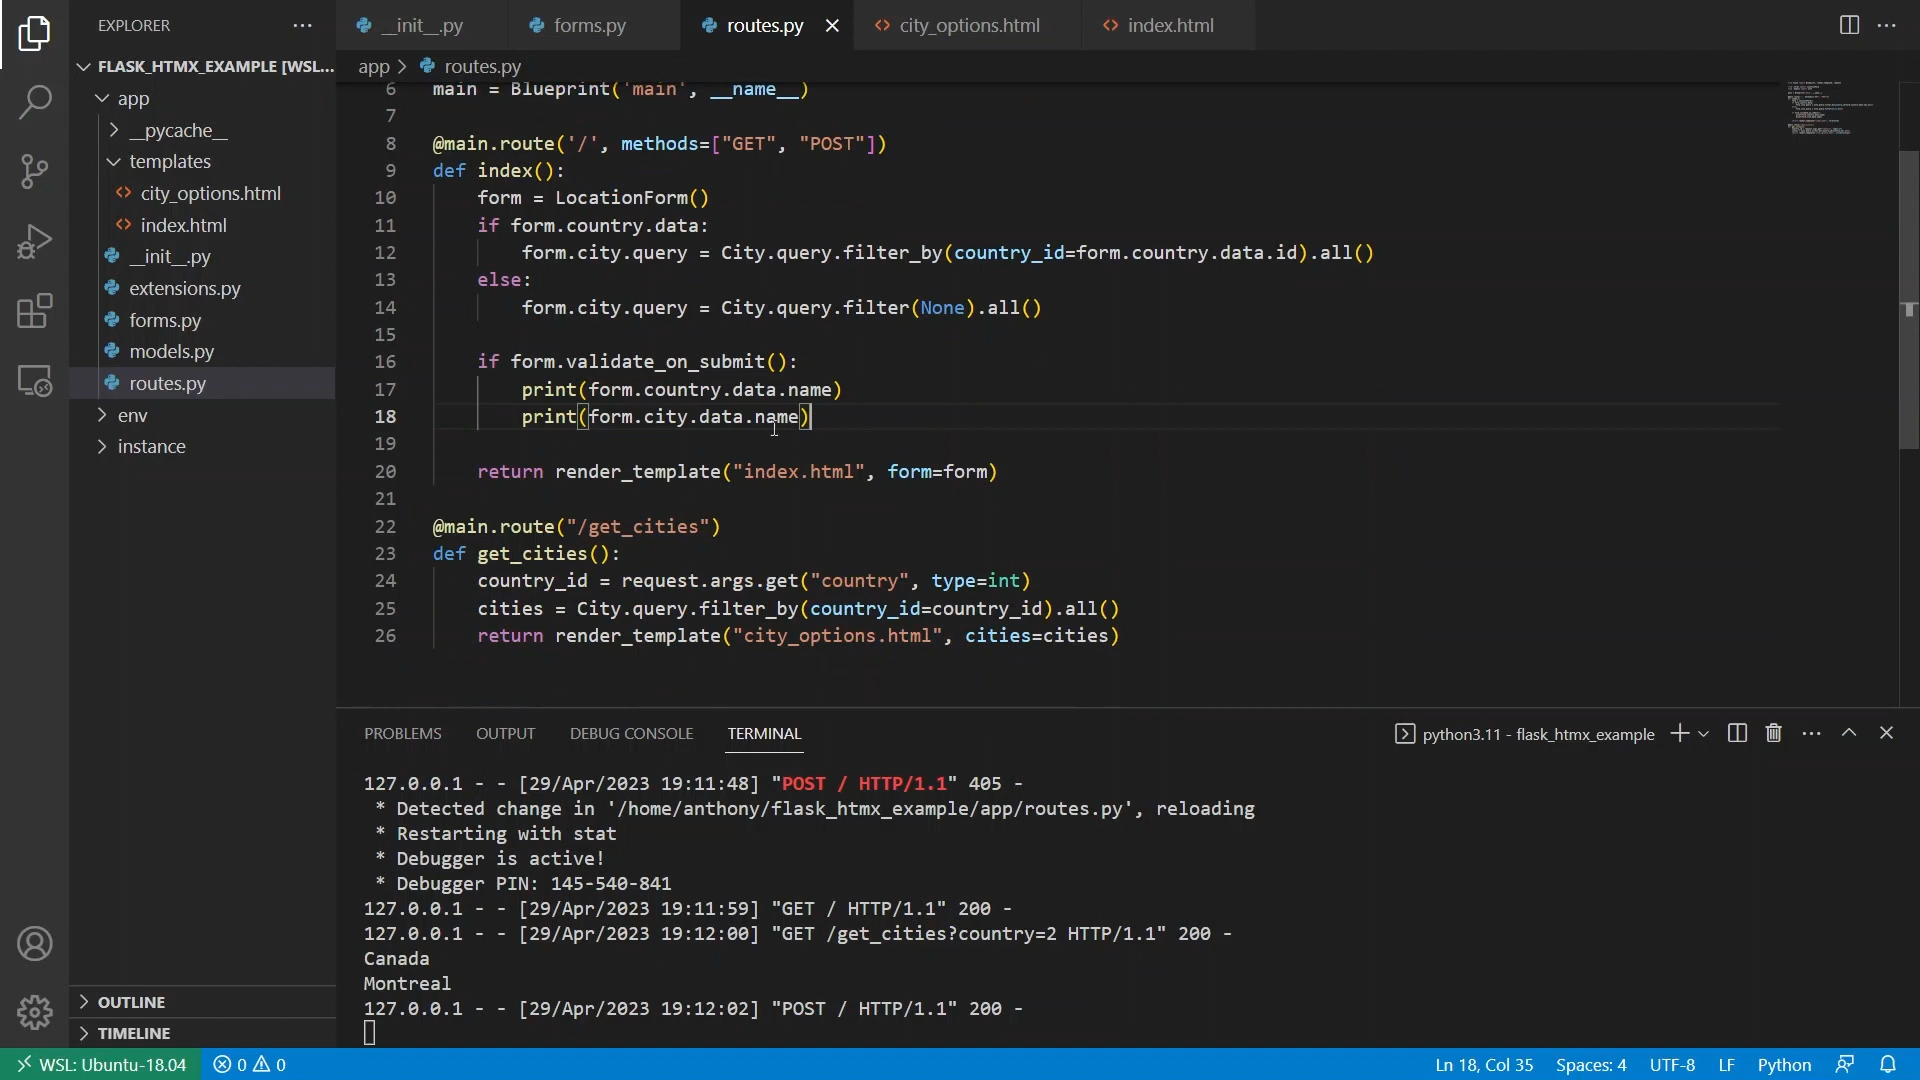 EXPLORER
FLASK_HTMX_EXAMPLE [WSL...
app
__pycache__
templates
city_options.html
index.html
__init__.py
extensions.py
forms.py
models.py
routes.py
env
instance
OUTLINE
TIMELINE
__init__.py forms.py routes.py city_options.html index.html
app > routes.py
6 main = Blueprint('main', __name__)
7
8 @main.route('/', methods=["GET", "POST"])
9 def index():
10 form = LocationForm()
11 if form.country.data:
12 form.city.query = City.query.filter_by(country_id=form.country.data.id).all()
13 else:
14 form.city.query = City.query.filter(None).all()
15
16 if form.validate_on_submit():
17 print(form.country.data.name)
18 print(form.city.data.name)
19
20 return render_template("index.html", form=form)
21
22 @main.route("/get_cities")
23 def get_cities():
24 country_id = request.args.get("country", type=int)
25 cities = City.query.filter_by(country_id=country_id).all()
26 return render_template("city_options.html", cities=cities)
PROBLEMS OUTPUT DEBUG CONSOLE TERMINAL python3.11 - flask_htmx_example
127.0.0.1 - - [29/Apr/2023 19:11:48] "POST / HTTP/1.1" 405 -
* Detected change in '/home/anthony/flask_htmx_example/app/routes.py', reloading
* Restarting with stat
* Debugger is active!
* Debugger PIN: 145-540-841
127.0.0.1 - - [29/Apr/2023 19:11:59] "GET / HTTP/1.1" 200 -
127.0.0.1 - - [29/Apr/2023 19:12:00] "GET /get_cities?country=2 HTTP/1.1" 200 -
Canada
Montreal
127.0.0.1 - - [29/Apr/2023 19:12:02] "POST / HTTP/1.1" 200 -
WSL: Ubuntu-18.04 0 0 Ln 18, Col 35 Spaces: 4 UTF-8 LF Python